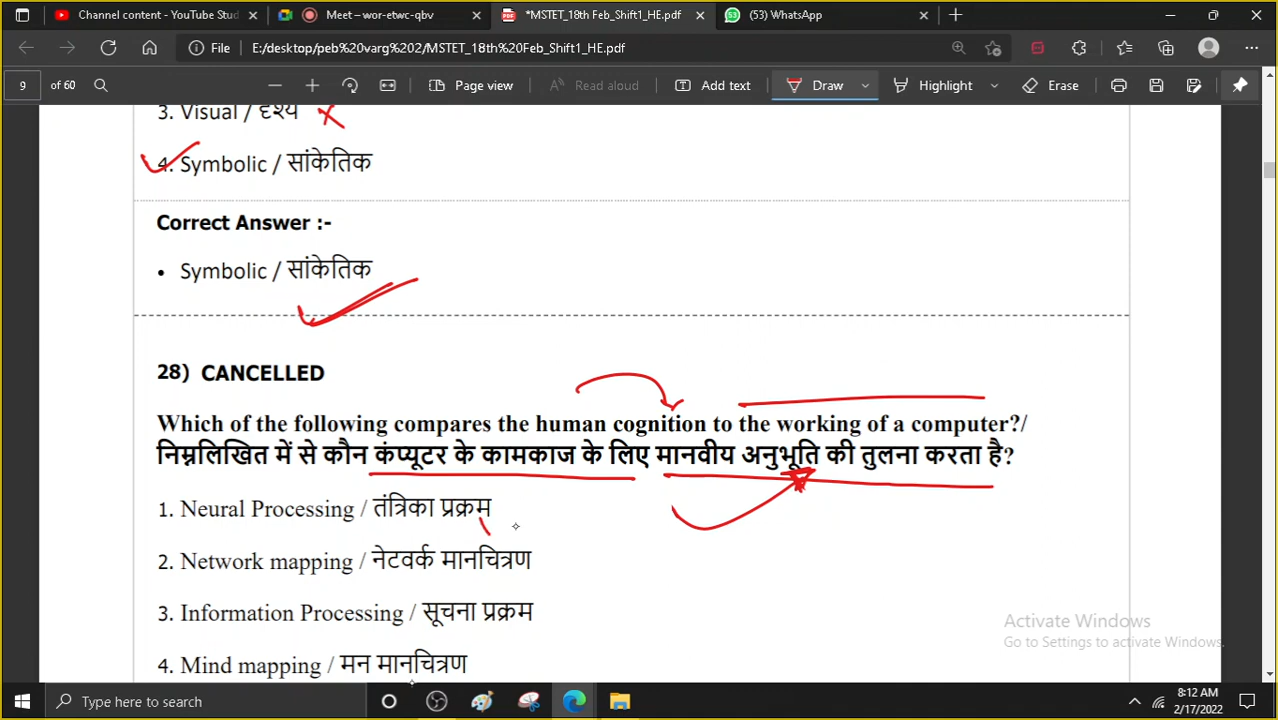 Channel content - YouTube Stud
Meet – wor-etwc-qbv
*MSTET_18th Feb_Shift1_HE.pdf
(53) WhatsApp
File
E:/desktop/peb%20varg%202/MSTET_18th%20Feb_Shift1_HE.pdf
9 of 60
Page view
Read aloud
Add text
Draw
Highlight
Erase
3. Visual / दृश्य
4. Symbolic / सांकेतिक
Correct Answer :-
• Symbolic / सांकेतिक
28) CANCELLED
Which of the following compares the human cognition to the working of a computer?/
निम्नलिखित में से कौन कंप्यूटर के कामकाज के लिए मानवीय अनुभूति की तुलना करता है?
1. Neural Processing / तंत्रिका प्रक्रम
2. Network mapping / नेटवर्क मानचित्रण
3. Information Processing / सूचना प्रक्रम
4. Mind mapping / मन मानचित्रण
Activate Windows
Go to Settings to activate Windows.
Type here to search
8:12 AM
2/17/2022